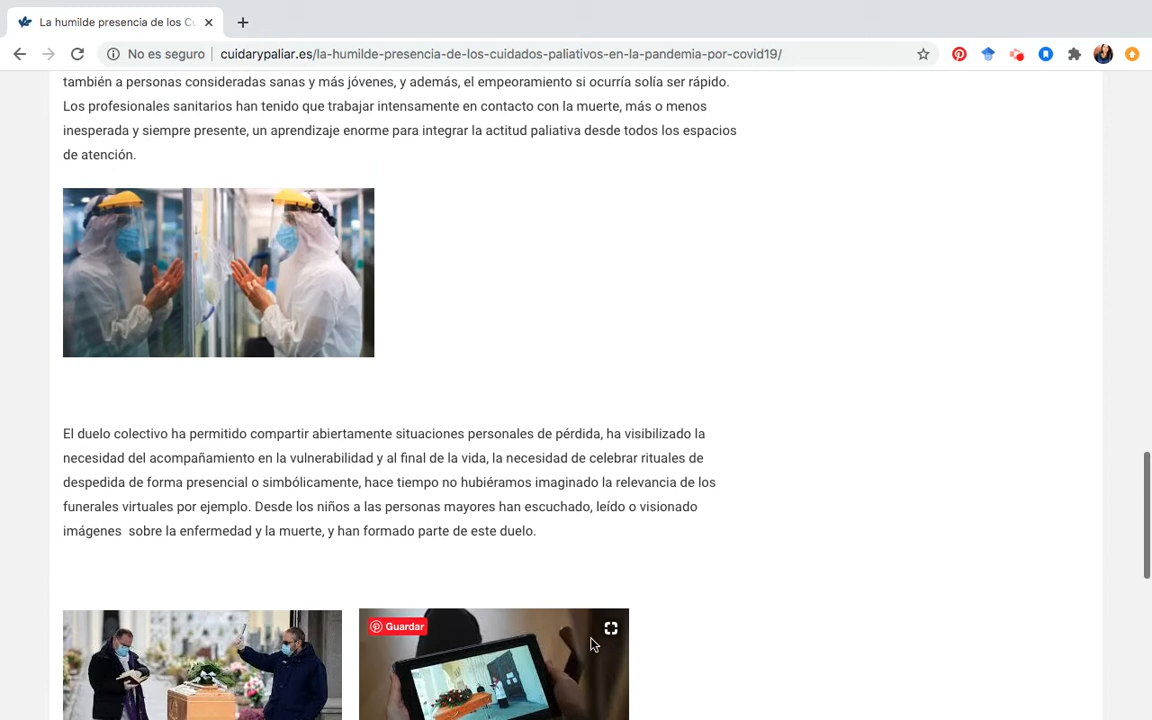 La humilde presencia de los Cu
No es seguro
cuidarypaliar.es/la-humilde-presencia-de-los-cuidados-paliativos-en-la-pandemia-por-covid19/
también a personas consideradas sanas y más jóvenes, y además, el empeoramiento si ocurría solía ser rápido.
Los profesionales sanitarios han tenido que trabajar intensamente en contacto con la muerte, más o menos
inesperada y siempre presente, un aprendizaje enorme para integrar la actitud paliativa desde todos los espacios
de atención.
El duelo colectivo ha permitido compartir abiertamente situaciones personales de pérdida, ha visibilizado la
necesidad del acompañamiento en la vulnerabilidad y al final de la vida, la necesidad de celebrar rituales de
despedida de forma presencial o simbólicamente, hace tiempo no hubiéramos imaginado la relevancia de los
funerales virtuales por ejemplo. Desde los niños a las personas mayores han escuchado, leído o visionado
imágenes  sobre la enfermedad y la muerte, y han formado parte de este duelo.
Guardar